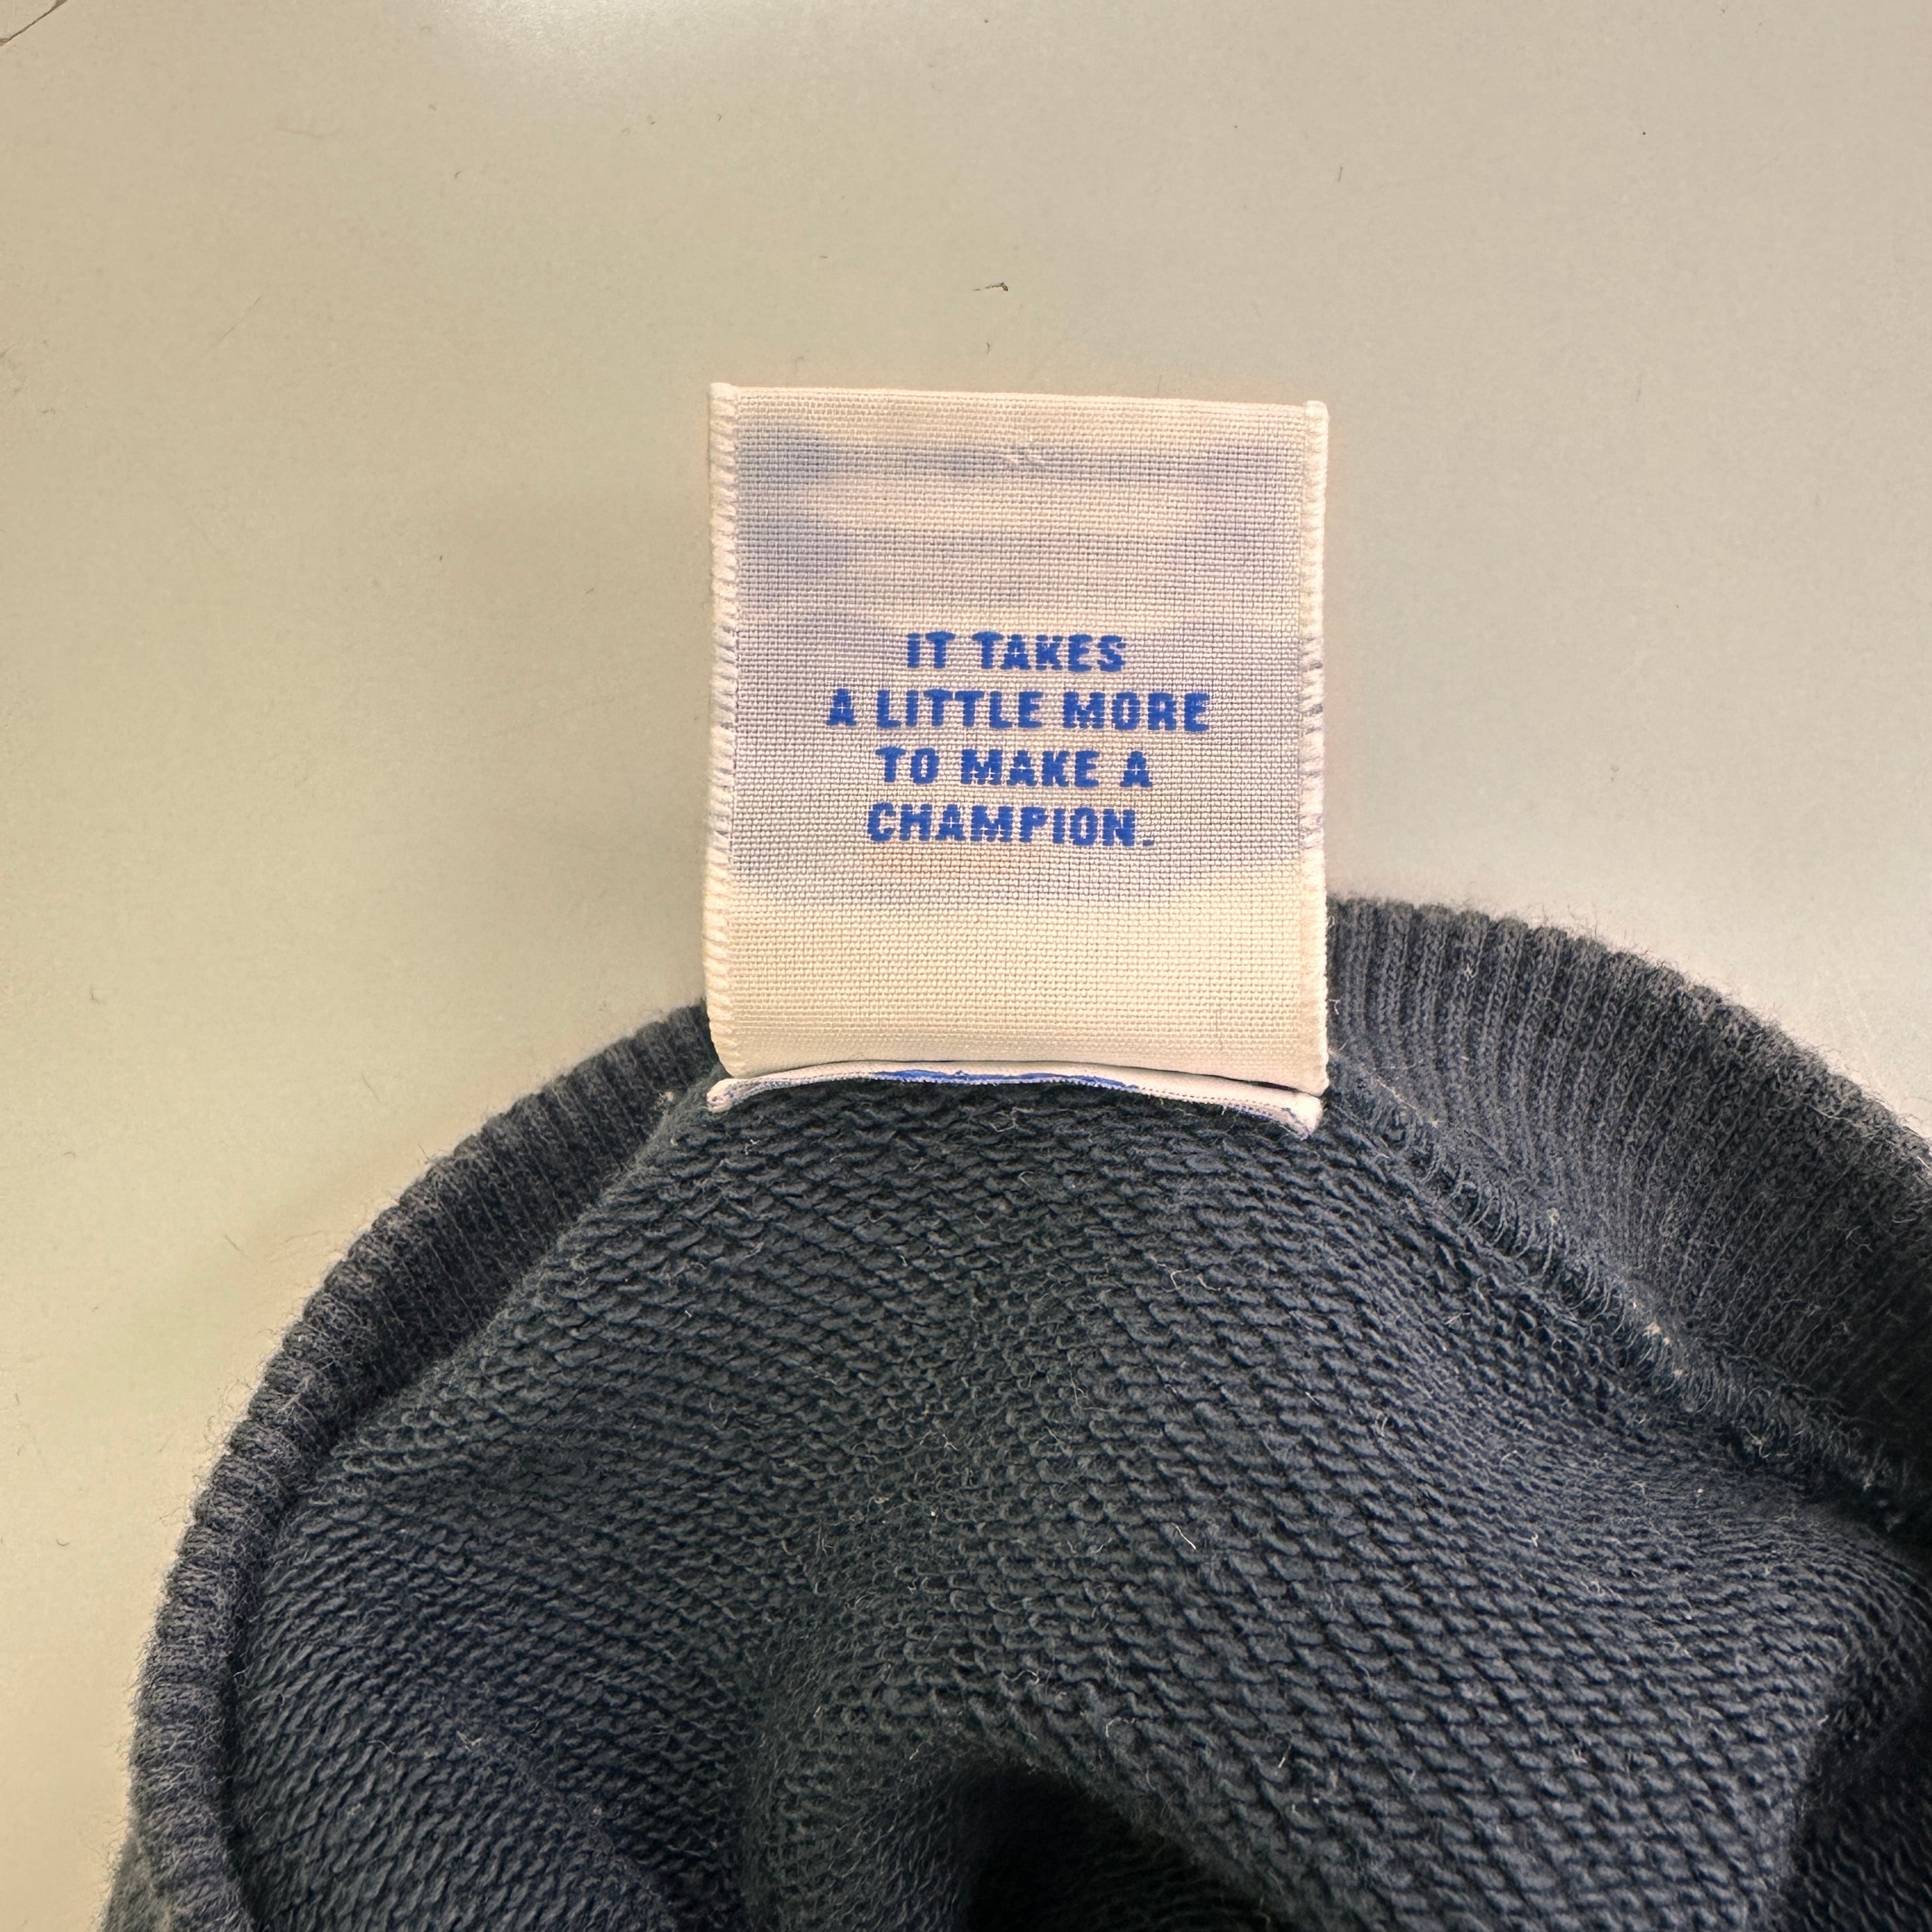 IT TAKES
A LITTLE MORE
TO MAKE A
CHAMPION.